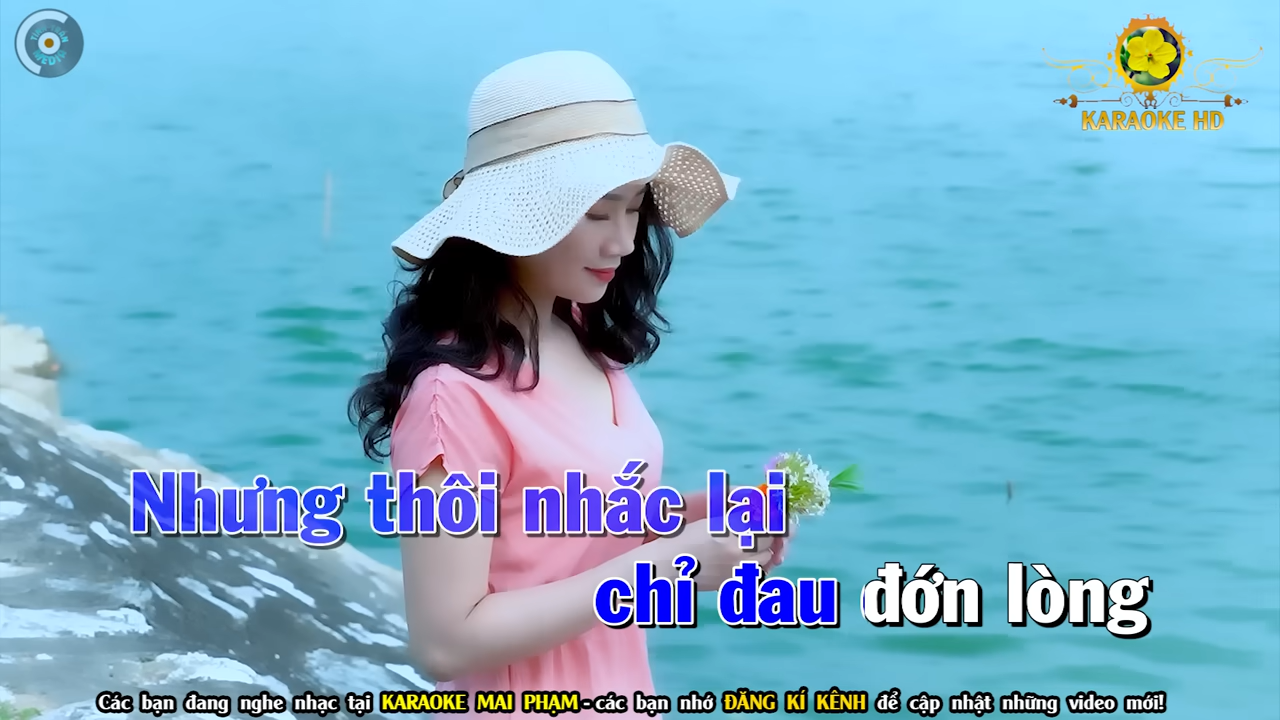 KARAOKE HD
Nhưng thôi nhắc lại
chỉ đau đớn lòng
Các bạn đang nghe nhạc tại KARAOKE MAI PHẠM - các bạn nhớ ĐĂNG KÍ KÊNH để cập nhật những video mới!